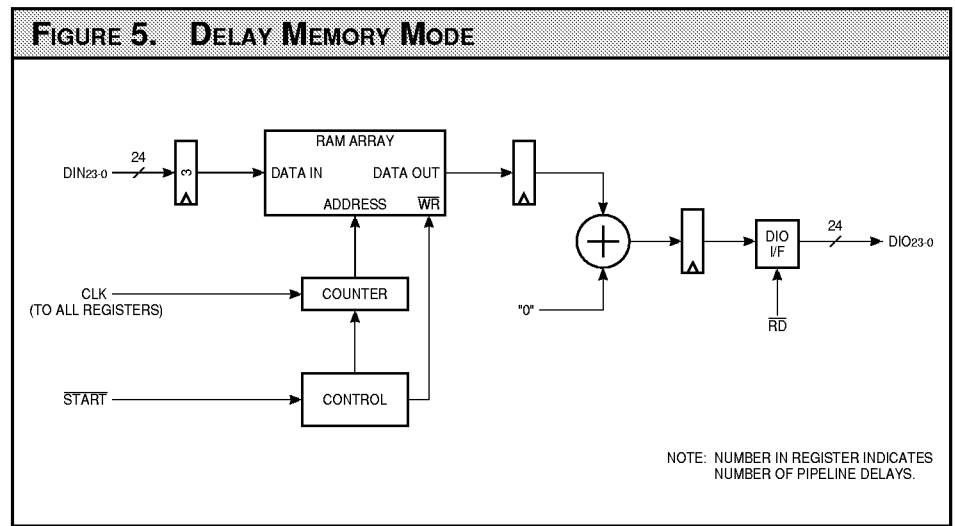 FIGURE 5. DELAY MEMORY MODE
RAM ARRAY
24
DIN23-0
3
DATA IN
DATA OUT
ADDRESS
WR
24
DIO
I/F
DIO23-0
CLK
(TO ALL REGISTERS)
COUNTER
"0"
RD
START
CONTROL
NOTE: NUMBER IN REGISTER INDICATES
NUMBER OF PIPELINE DELAYS.